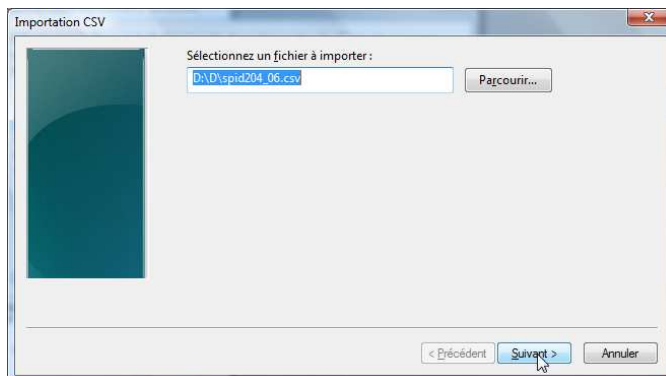 Importation CSV
Sélectionnez un fichier à importer :
D:\D\spid204_06.csv
Parcourir...
< Précédent
Suivant >
Annuler